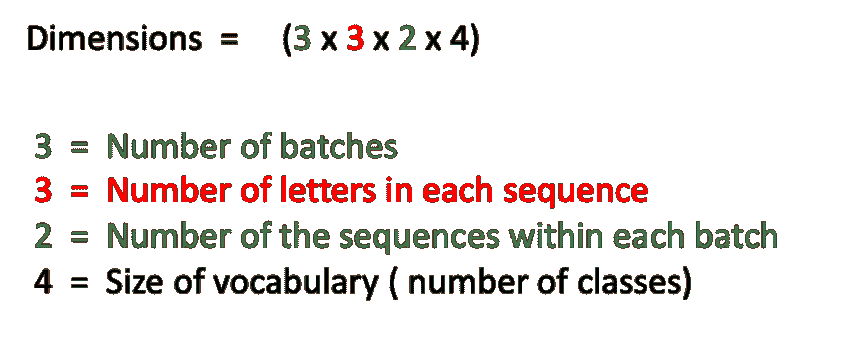 Dimensions = (3 x 3 x 2 x 4)
3 = Number of batches
3 = Number of letters in each sequence
2 = Number of the sequences within each batch
4 = Size of vocabulary ( number of classes)